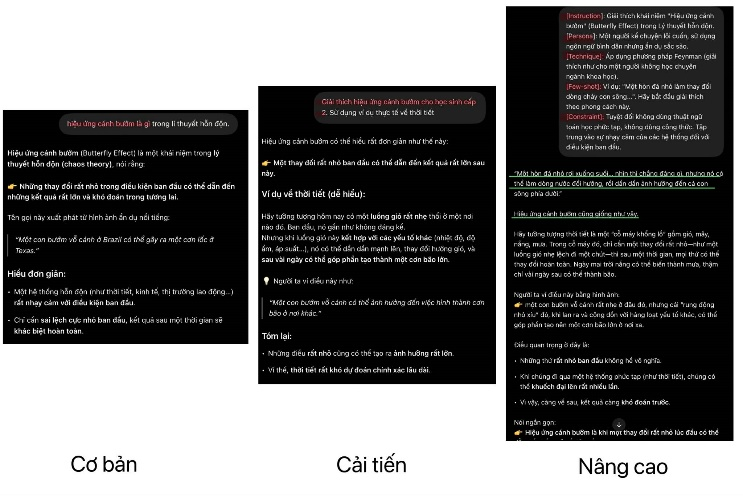 hiệu ứng cánh bướm là gì trong lí thuyết hỗn độn.
Hiệu ứng cánh bướm (Butterfly Effect) là một khái niệm trong lý
thuyết hỗn độn (chaos theory), nói rằng:
👉 Những thay đổi rất nhỏ trong điều kiện ban đầu có thể dẫn đến
những kết quả rất lớn và khó đoán trong tương lai.
Tên gọi này xuất phát từ hình ảnh ẩn dụ nổi tiếng:
"Một con bướm vỗ cánh ở Brazil có thể gây ra một cơn lốc ở
Texas."
Hiểu đơn giản:
• Một hệ thống hỗn độn (như thời tiết, kinh tế, thị trường lao động...)
rất nhạy cảm với điều kiện ban đầu.
• Chỉ cần sai lệch cực nhỏ ban đầu, kết quả sau một thời gian sẽ
khác biệt hoàn toàn.
Cơ bản
Giải thích hiệu ứng cánh bướm cho học sinh cấp
2. Sử dụng ví dụ thực tế về thời tiết
Hiệu ứng cánh bướm có thể hiểu đơn giản như thế này:
👉 Một thay đổi rất nhỏ ban đầu có thể dẫn đến kết quả rất lớn sau
này.
Ví dụ về thời tiết (dễ hiểu):
Hãy tưởng tượng hôm nay có một luồng gió rất nhẹ thổi ở một nơi
nào đó. Ban đầu, nó gần như không đáng kể.
Nhưng khi luồng gió này kết hợp với các yếu tố khác (nhiệt độ, độ
ẩm, áp suất...), nó có thể dần dần mạnh lên, thay đổi hướng gió, và
sau vài ngày có thể góp phần tạo thành một cơn bão lớn.
💡 Người ta ví điều này như:
"Một con bướm vỗ cánh có thể ảnh hưởng đến việc hình thành cơn
bão ở nơi khác."
Tóm lại:
• Những điều rất nhỏ cũng có thể tạo ra ảnh hưởng rất lớn.
• Vì thế, thời tiết rất khó dự đoán chính xác lâu dài.
Cải tiến
[Instruction]: Giải thích khái niệm "Hiệu ứng cánh
bướm" (Butterfly Effect) trong Lý thuyết hỗn độn.
[Persona]: Một người kể chuyện lôi cuốn, sử dụng
ngôn ngữ bình dân nhưng ẩn dụ sắc sảo.
[Technique]: Áp dụng phương pháp Feynman (giải
thích như cho một người không học chuyên
ngành khoa học).
[Few-shot]: Ví dụ: "Một hòn đá nhỏ làm thay đổi
dòng chảy con sông...". Hãy bắt đầu giải thích
theo phong cách này.
[Constraint]: Tuyệt đối không dùng thuật ngữ
toán học phức tạp, không dùng công thức. Tập
trung vào sự nhạy cảm của các hệ thống đối với
điều kiện ban đầu.
"Một hòn đá nhỏ rơi xuống suối... nhìn thì chẳng đáng gì, nhưng nó có
thể làm dòng nước đổi hướng, rồi dần dần ảnh hưởng đến cả con
sông phía dưới."
Hiệu ứng cánh bướm cũng giống như vậy.
Hãy tưởng tượng thời tiết là một "cỗ máy khổng lồ" gồm gió, mây,
nắng, mưa. Trong cỗ máy đó, chỉ cần một thay đổi rất nhỏ—như một
luồng gió nhẹ lệch đi một chút—thì sau một thời gian, mọi thứ có thể
thay đổi hoàn toàn. Ngày mai trời nắng có thể biến thành mưa, thậm
chí vài ngày sau có thể thành bão.
Người ta ví điều này bằng hình ảnh:
👉 một con bướm vỗ cánh rất nhẹ ở đâu đó, nhưng cái "rung động
nhỏ xíu" đó, khi lan ra và cộng dồn với hàng loạt yếu tố khác, có thể
góp phần tạo nên một cơn bão lớn ở nơi xa.
Điều quan trọng ở đây là:
• Những thứ rất nhỏ ban đầu không hề vô nghĩa.
• Khi chúng đi qua một hệ thống phức tạp (như thời tiết), chúng có
thể khuếch đại lên rất nhiều lần.
• Vì vậy, càng về sau, kết quả càng khó đoán trước.
Nói ngắn gọn:
👉 Hiệu ứng cánh bướm là khi một thay đổi rất nhỏ lúc đầu có thể
Nâng cao